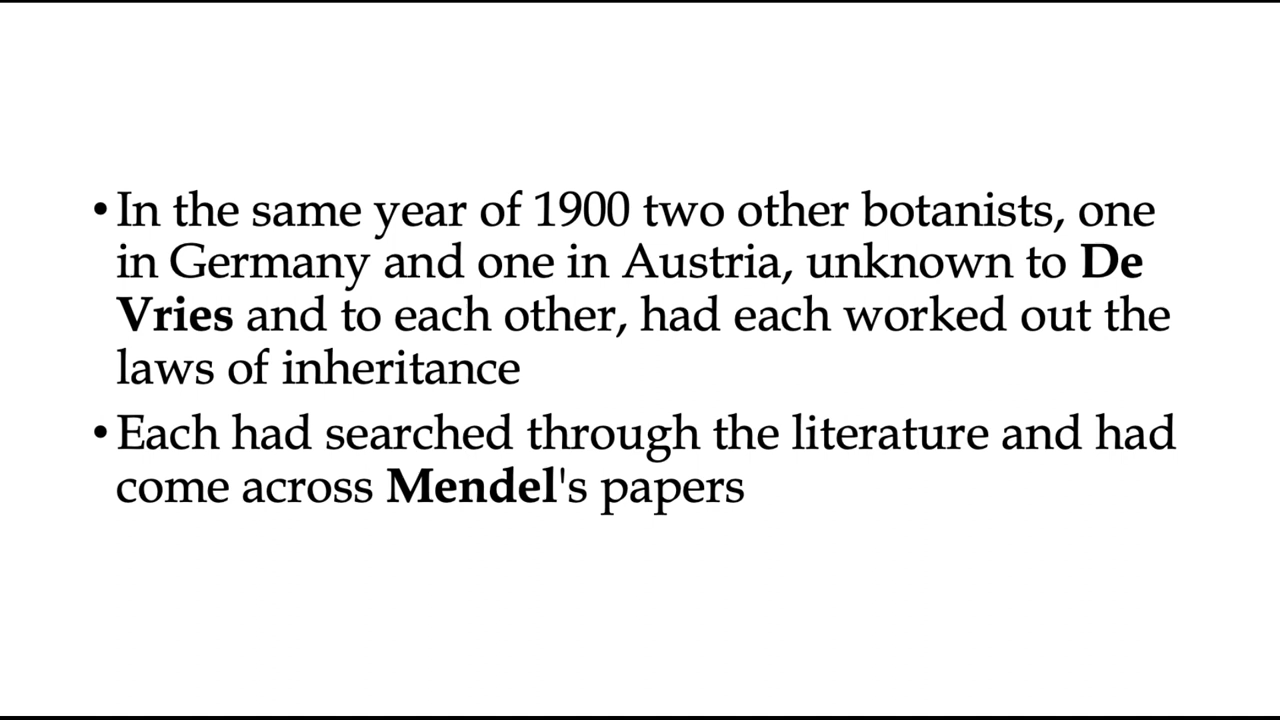 •In the same year of 1900 two other botanists, one
in Germany and one in Austria, unknown to De
Vries and to each other, had each worked out the
laws of inheritance
•Each had searched through the literature and had
come across Mendel's papers